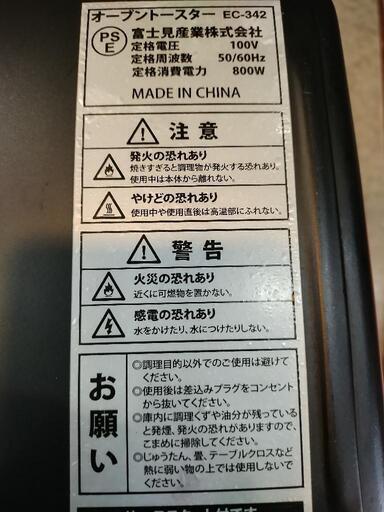 オーブントースター EC-342
PS
E
富士見産業株式会社
定格電圧 100V
定格周波数 50/60Hz
定格消費電力 800W
MADE IN CHINA
注意
発火の恐れあり
焼きすぎると調理物が発火する恐れあり。
使用中は本体から離れない。
やけどの恐れあり
使用中や使用直後は高温部にふれない。
警告
火災の恐れあり
近くに可燃物を置かない。
感電の恐れあり
水をかけたり、水につけたりしない。
お願い
◎調理目的以外でのご使用は避けてください。
◎使用後は差込みプラグをコンセントから抜いてください。
◎庫内に調理くずや油分が残っていると発煙、発火の恐れがありますので、こまめに掃除してください。
◎じゅうたん、畳、テーブルクロスなど熱に弱い物の上では使用しないでください。